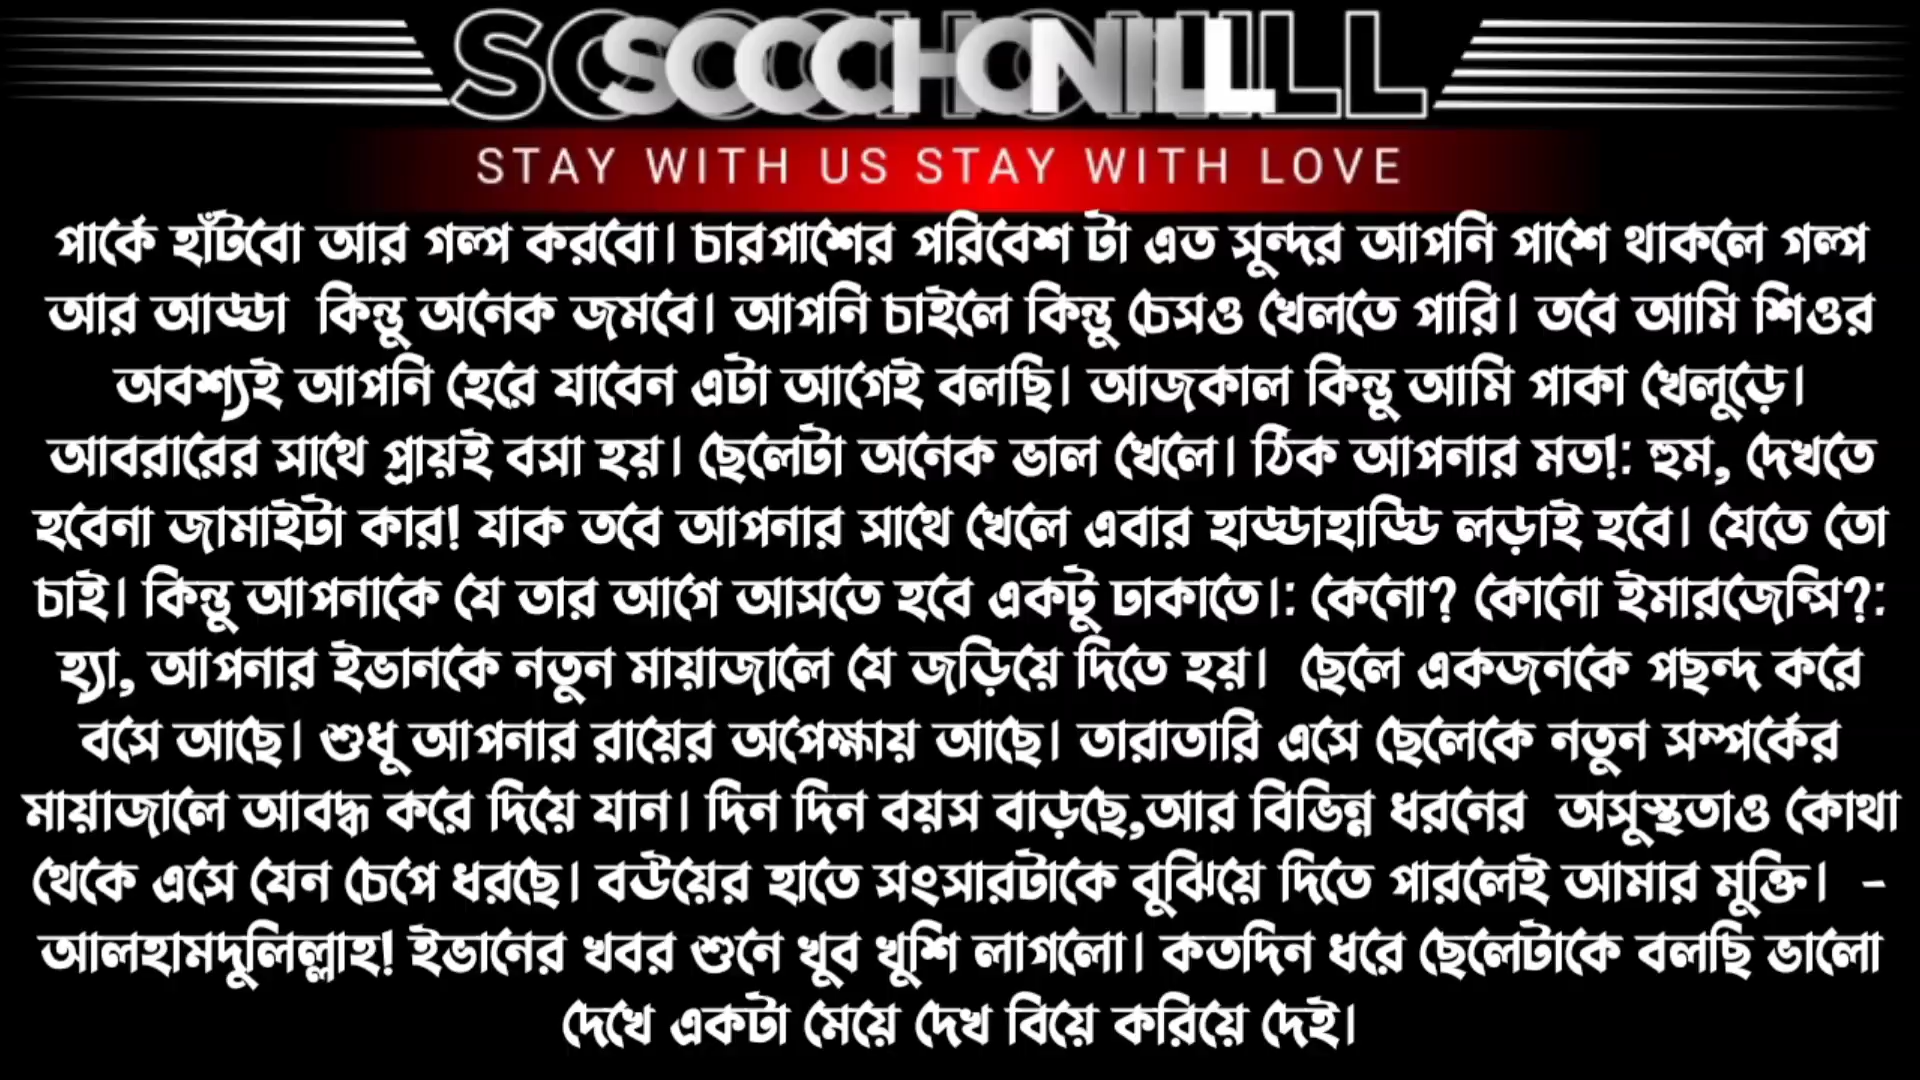 STAY WITH US STAY WITH LOVE
পার্কে হাঁটবো আর গল্প করবো। চারপাশের পরিবেশ টা এত সুন্দর আপনি পাশে থাকলে গল্প
আর আড্ডা কিন্তু অনেক জমবে। আপনি চাইলে কিন্তু চেসও খেলতে পারি। তবে আমি শিওর
অবশ্যই আপনি হেরে যাবেন এটা আগেই বলছি। আজকাল কিন্তু আমি পাকা খেলুড়ে।
আবরারের সাথে প্রায়ই বসা হয়। ছেলেটা অনেক ভাল খেলে। ঠিক আপনার মত!: হুম, দেখতে
হবেনা জামাইটা কার! যাক তবে আপনার সাথে খেলে এবার হাড্ডাহাড্ডি লড়াই হবে। যেতে তো
চাই। কিন্তু আপনাকে যে তার আগে আসতে হবে একটু ঢাকাতে।: কেনো? কোনো ইমারজেন্সি?:
হ্যা, আপনার ইভানকে নতুন মায়াজালে যে জড়িয়ে দিতে হয়। ছেলে একজনকে পছন্দ করে
বসে আছে। শুধু আপনার রায়ের অপেক্ষায় আছে। তারাতারি এসে ছেলেকে নতুন সম্পর্কের
মায়াজালে আবদ্ধ করে দিয়ে যান। দিন দিন বয়স বাড়ছে,আর বিভিন্ন ধরনের অসুস্থতাও কোথা
থেকে এসে যেন চেপে ধরছে। বউয়ের হাতে সংসারটাকে বুঝিয়ে দিতে পারলেই আমার মুক্তি। -
আলহামদুলিল্লাহ! ইভানের খবর শুনে খুব খুশি লাগলো। কতদিন ধরে ছেলেটাকে বলছি ভালো
দেখে একটা মেয়ে দেখ বিয়ে করিয়ে দেই।